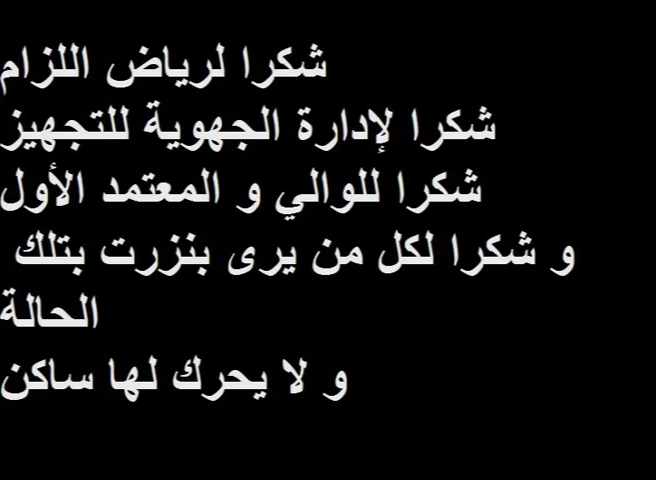 شكرا لرياض اللزام
شكرا لإدارة الجهوية للتجهيز
شكرا للوالي و المعتمد الأول
و شكرا لكل من يرى بنزرت بتلك
الحالة
و لا يحرك لها ساكن